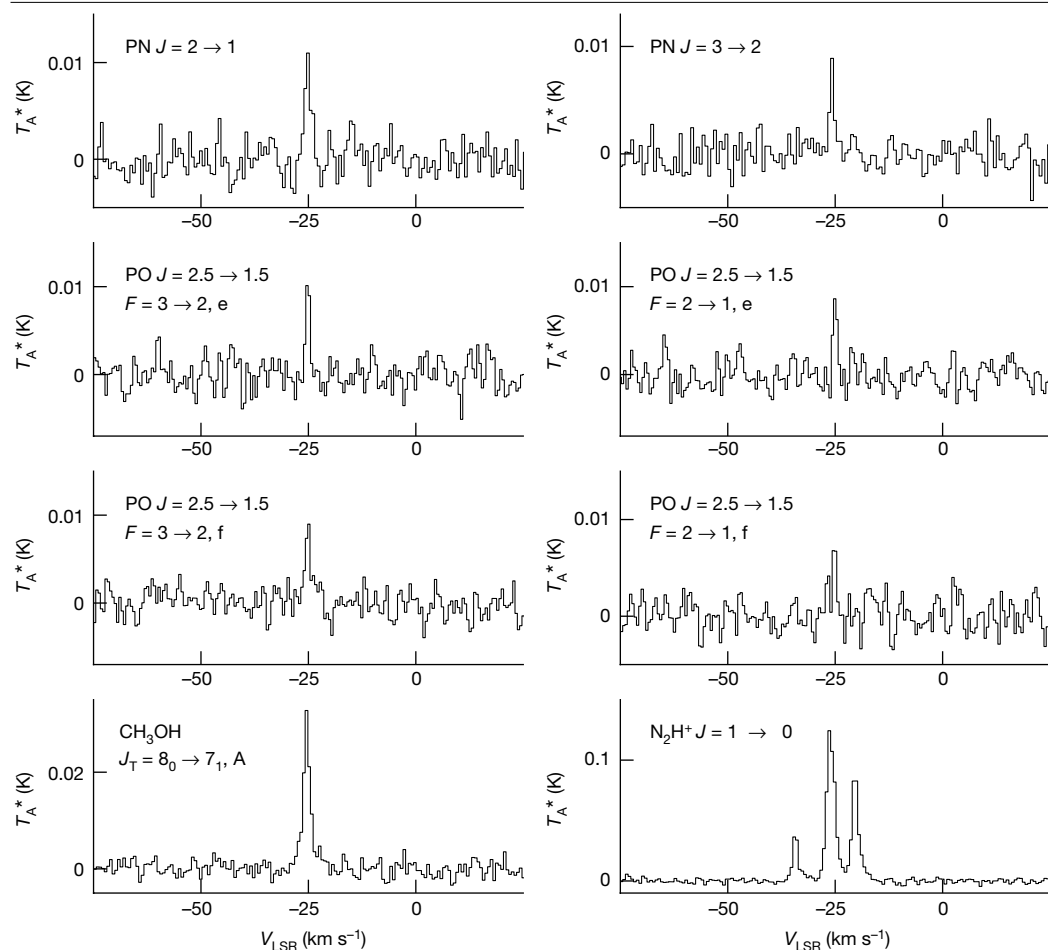 PN J = 2 → 1
0.01
0
T_A* (K)
−50
−25
0
PN J = 3 → 2
0.01
0
T_A* (K)
−50
−25
0
PO J = 2.5 → 1.5
F = 3 → 2, e
0.01
0
T_A* (K)
−50
−25
0
PO J = 2.5 → 1.5
F = 2 → 1, e
0.01
0
T_A* (K)
−50
−25
0
PO J = 2.5 → 1.5
F = 3 → 2, f
0.01
0
T_A* (K)
−50
−25
0
PO J = 2.5 → 1.5
F = 2 → 1, f
0.01
0
T_A* (K)
−50
−25
0
CH₃OH
J_T = 8₀ → 7₁, A
0.02
0
T_A* (K)
−50
−25
0
V_LSR (km s⁻¹)
N₂H⁺ J = 1 → 0
0.1
0
T_A* (K)
−50
−25
0
V_LSR (km s⁻¹)